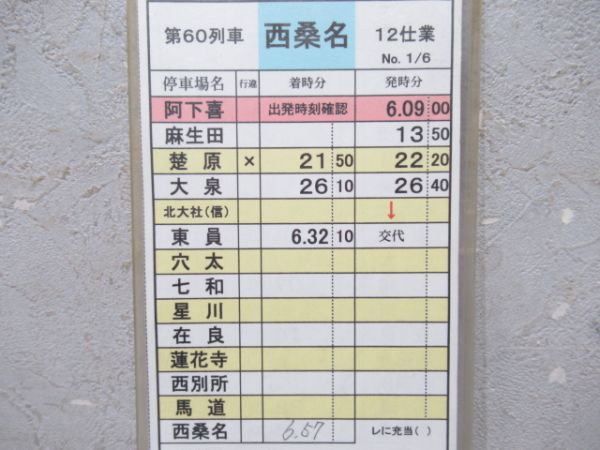 第60列車 西桑名 12仕業
No. 1/6
停車場名 行違 着時分 発時分
阿下喜 出発時刻確認 6.09 00
麻生田 13 50
楚原 × 21 50 22 20
大泉 26 10 26 40
北大社(信) ↓
東員 6.32 10 交代
穴太
七和
星川
在良
蓮花寺
西別所
馬道
西桑名 6.57 レに充当( )